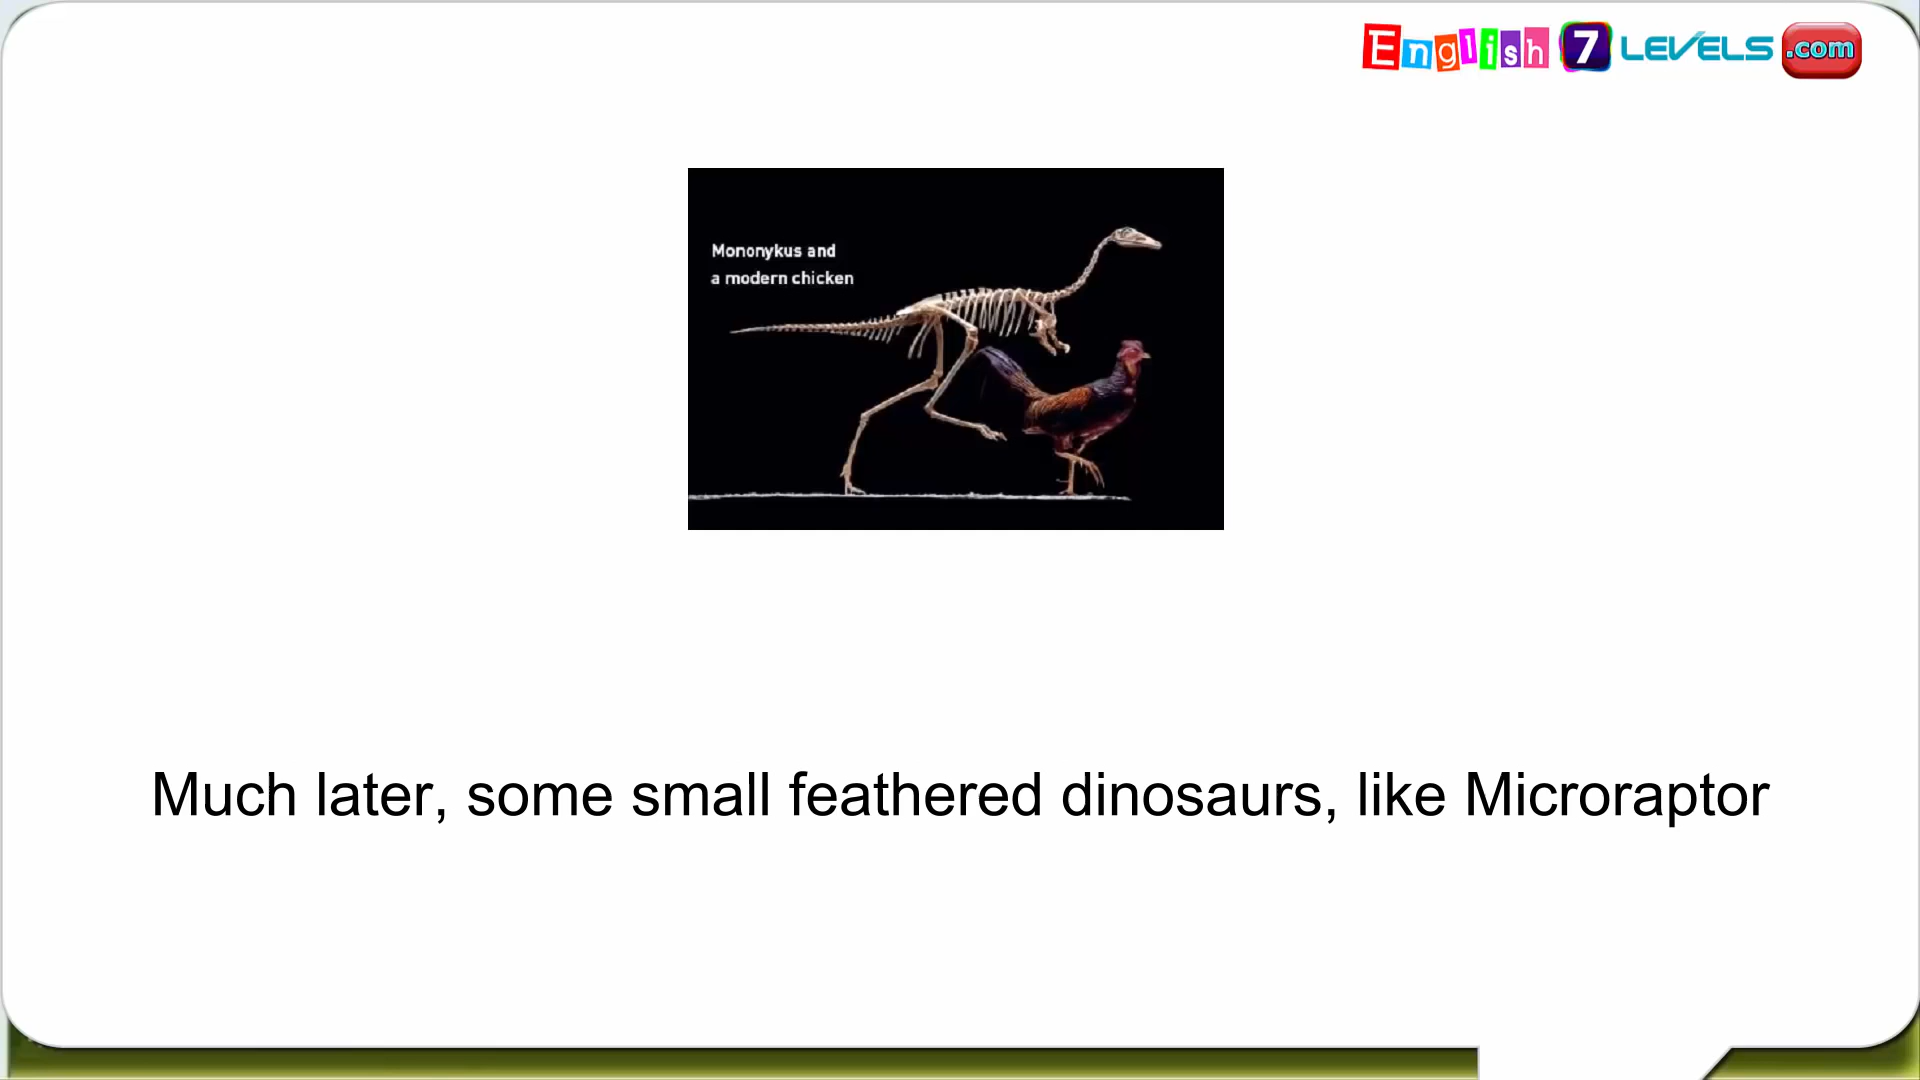 English 7 LEVELS .com
Mononykus and
a modern chicken
Much later, some small feathered dinosaurs, like Microraptor